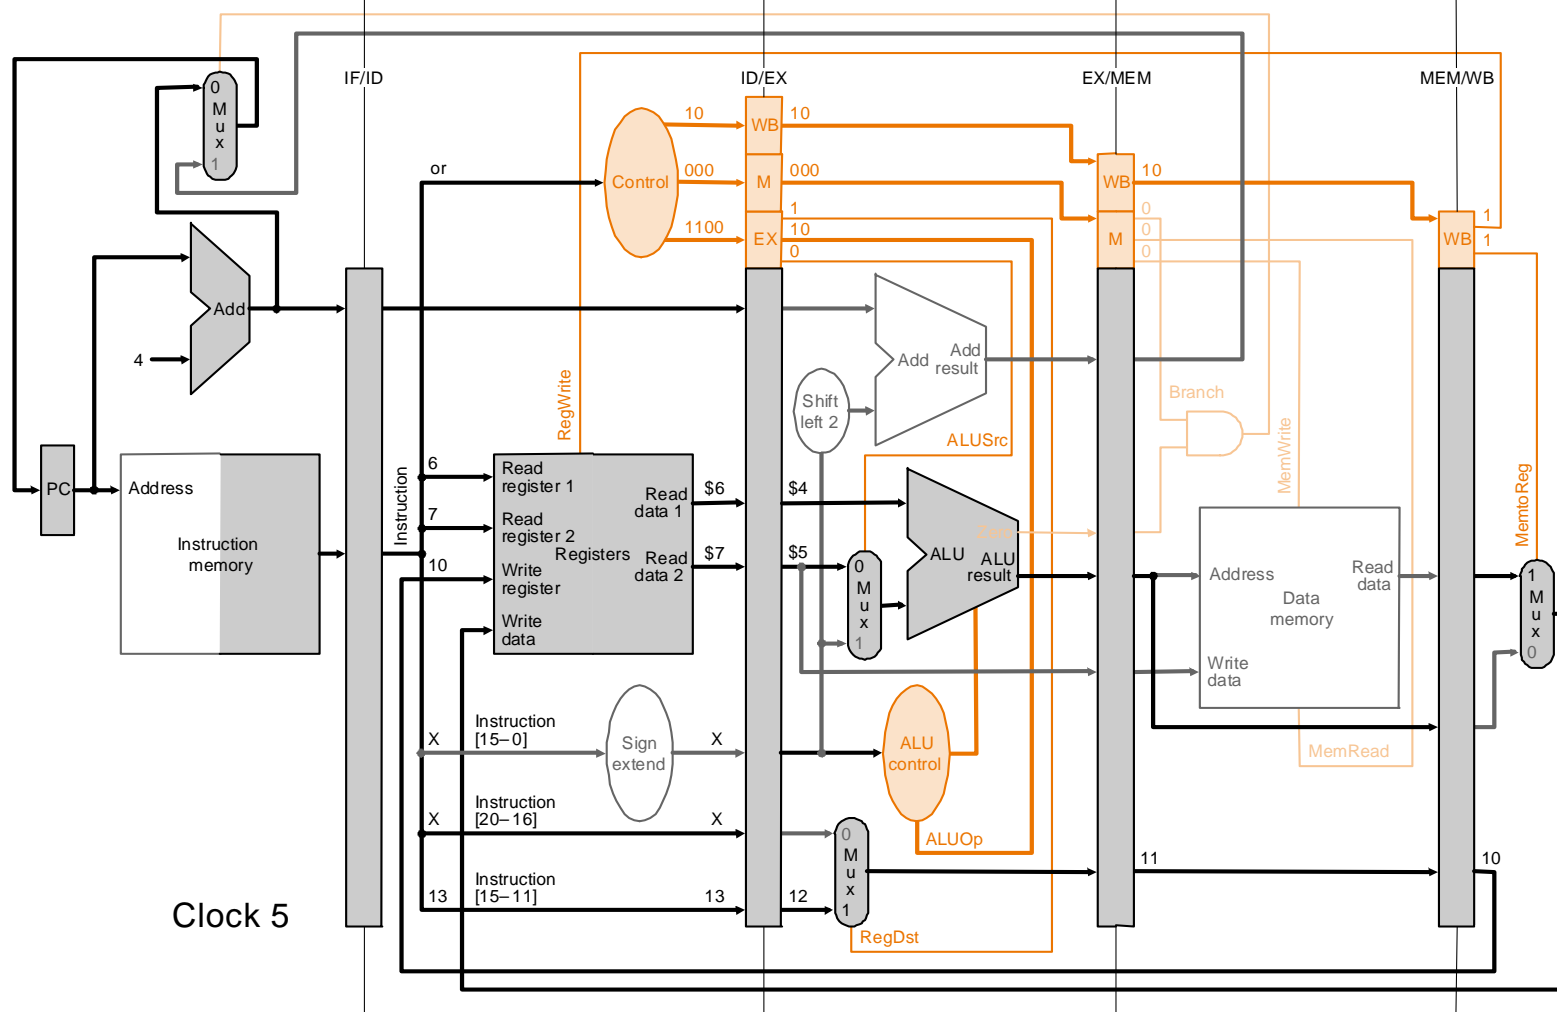 IF/ID
ID/EX
EX/MEM
MEM/WB
0
M
u
x
1
or
Control
10
000
1100
WB
M
EX
10
000
1
10
0
WB
M
10
0
0
0
WB
1
1
Add
4
RegWrite
Shift
left 2
Add
Add
result
ALUSrc
Branch
MemWrite
MemtoReg
PC
Address
Instruction
memory
Instruction
6
7
10
Read
register 1
Read
register 2
Write
register
Write
data
Registers
Read
data 1
Read
data 2
$6
$7
$4
$5
0
M
u
x
1
Zero
ALU
ALU
result
Address
Data
memory
Read
data
Write
data
1
M
u
x
0
X
Instruction
[15–0]
Sign
extend
X
ALU
control
MemRead
X
Instruction
[20–16]
X
0
M
u
x
1
ALUOp
11
10
13
Instruction
[15–11]
13
12
RegDst
Clock 5